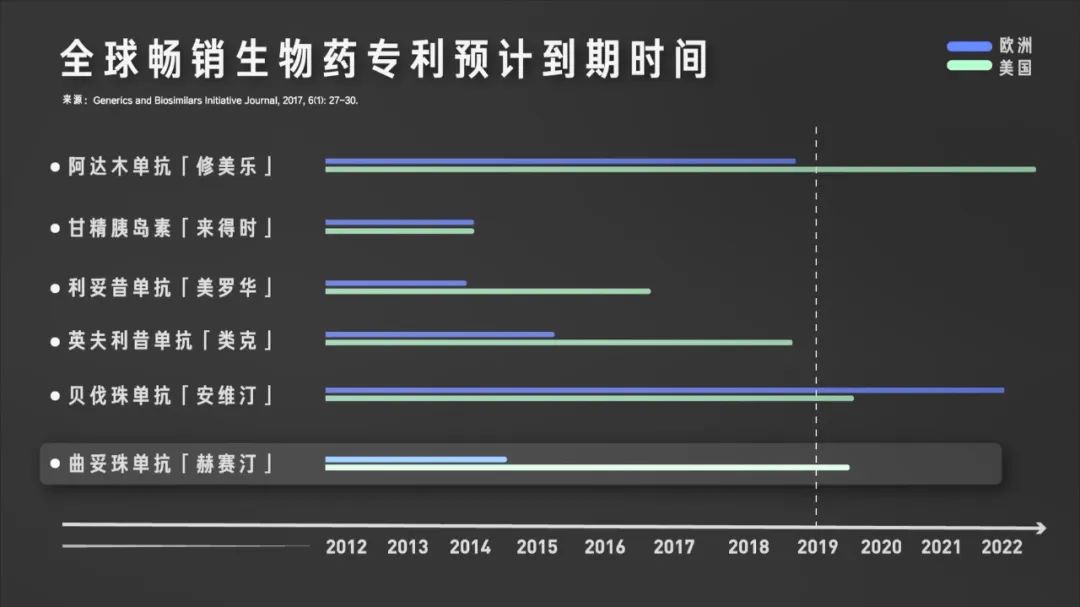 全球畅销生物药专利预计到期时间
来源：Generics and Biosimilars Initiative Journal, 2017, 6(1): 27-30.
欧洲
美国
阿达木单抗「修美乐」
甘精胰岛素「来得时」
利妥昔单抗「美罗华」
英夫利昔单抗「类克」
贝伐珠单抗「安维汀」
曲妥珠单抗「赫赛汀」
2012 2013 2014 2015 2016 2017 2018 2019 2020 2021 2022